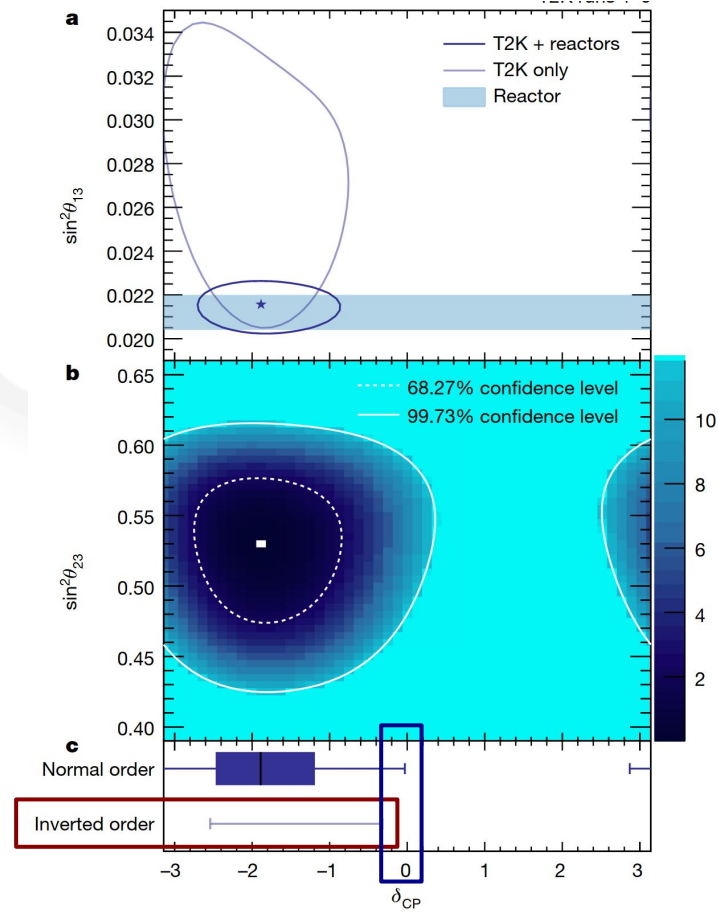 a
T2K + reactors
T2K only
Reactor
0.034
0.032
0.030
0.028
0.026
0.024
0.022
0.020
sin²θ₁₃
b
68.27% confidence level
99.73% confidence level
0.65
0.60
0.55
0.50
0.45
0.40
sin²θ₂₃
10
8
6
4
2
c
Normal order
Inverted order
−3 −2 −1 0 1 2 3
δCP